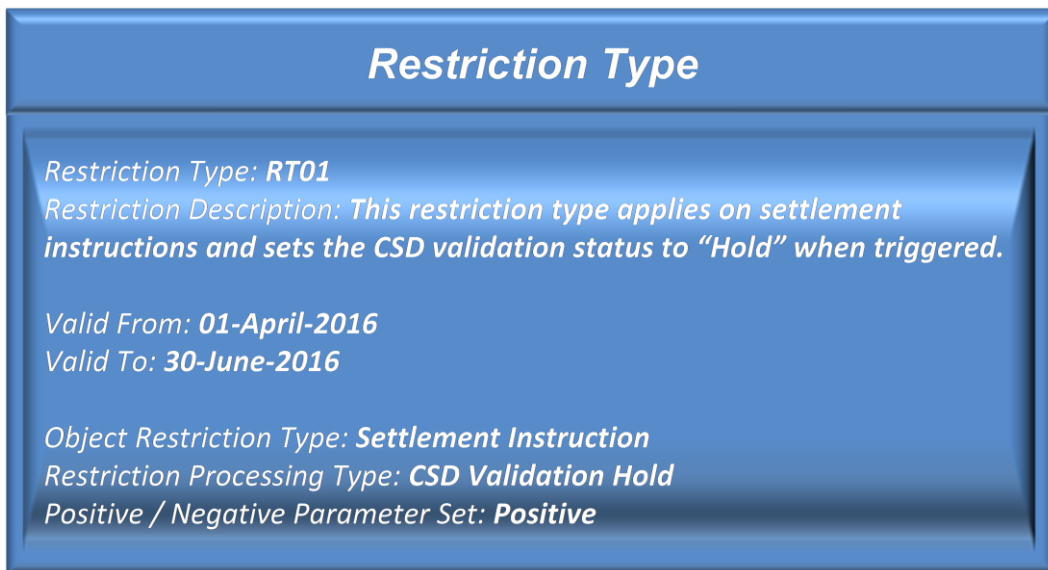 Restriction Type
Restriction Type: RT01
Restriction Description: This restriction type applies on settlement
instructions and sets the CSD validation status to “Hold” when triggered.
Valid From: 01-April-2016
Valid To: 30-June-2016
Object Restriction Type: Settlement Instruction
Restriction Processing Type: CSD Validation Hold
Positive / Negative Parameter Set: Positive